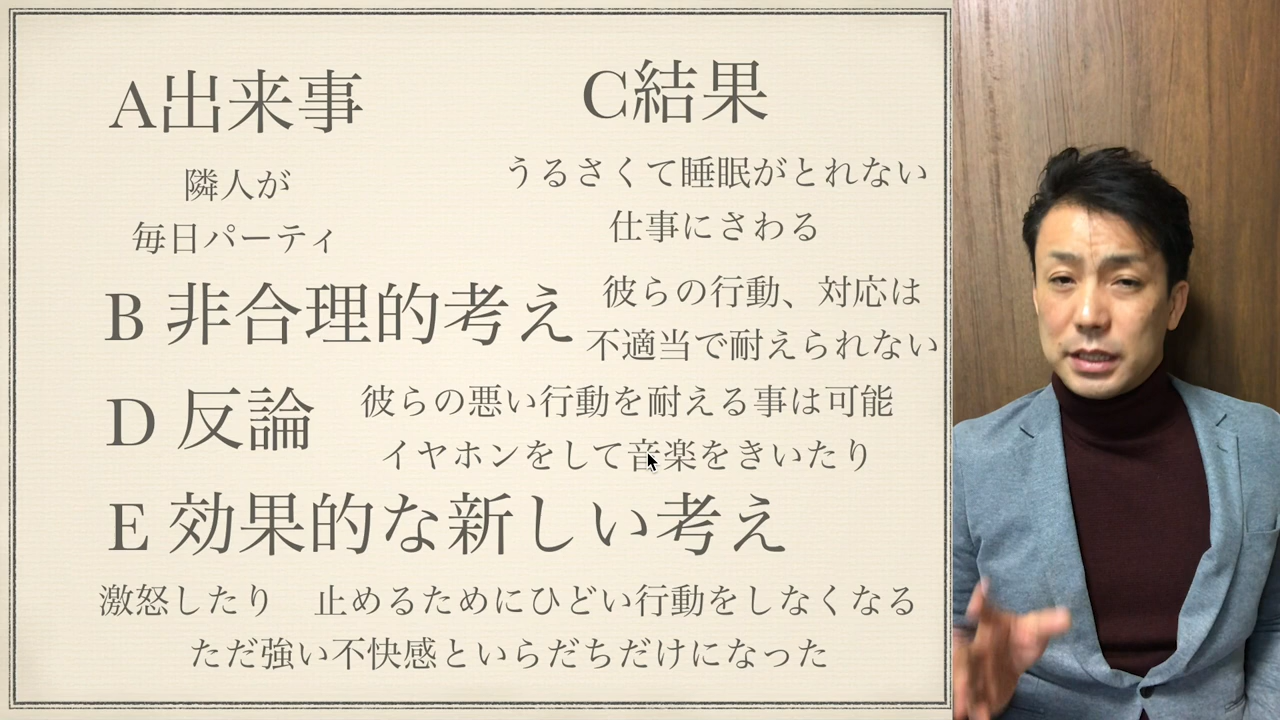 A出来事
C結果
隣人が
毎日パーティ
うるさくて睡眠がとれない
仕事にさわる
B 非合理的考え
彼らの行動、対応は
不適当で耐えられない
D 反論
彼らの悪い行動を耐える事は可能
イヤホンをして音楽をきいたり
E 効果的な新しい考え
激怒したり　止めるためにひどい行動をしなくなる
ただ強い不快感といらだちだけになった